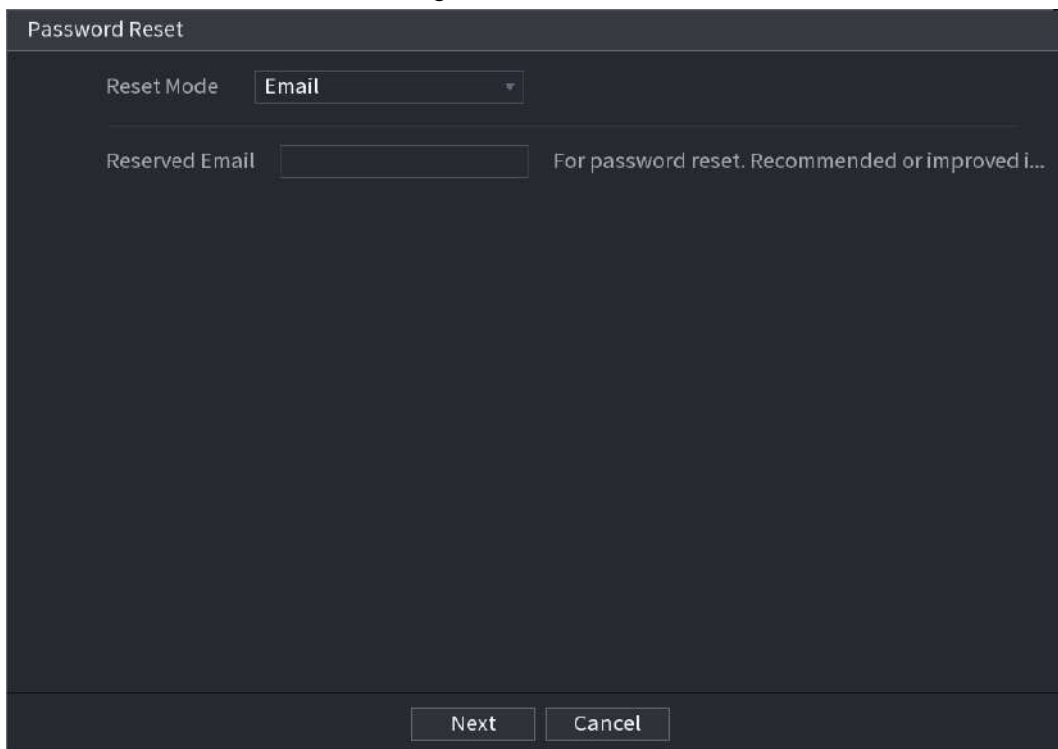 Password Reset
Reset Mode Email
Reserved Email For password reset. Recommended or improved i...
Next Cancel